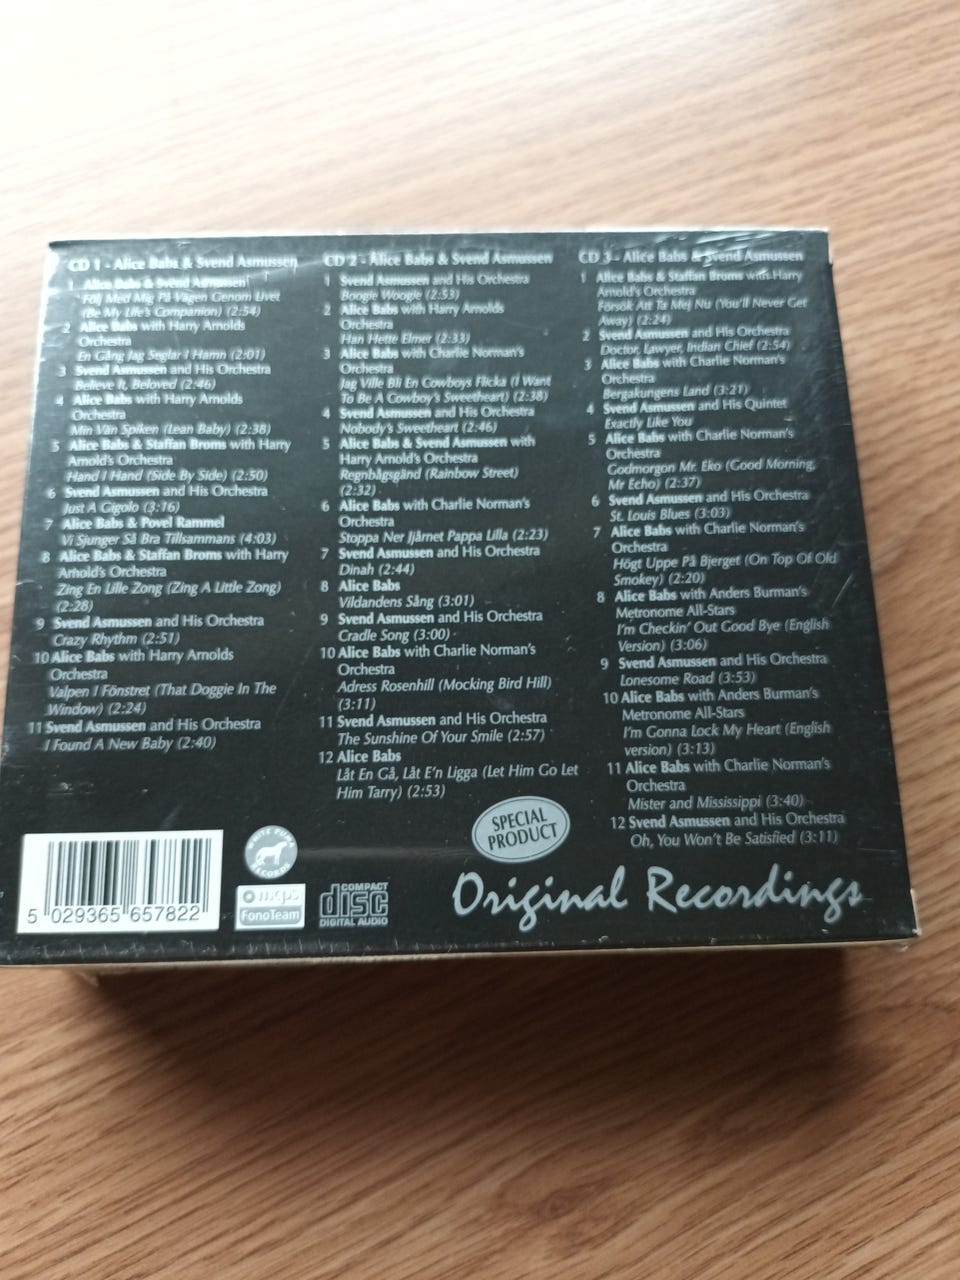 CD 1 - Alice Babs & Svend Asmussen
1 Alice Babs & Svend Asmussen
Följ Med Mig På Vägen Genom Livet
(Be My Life's Companion) (2:54)
2 Alice Babs with Harry Arnolds
Orchestra
En Gång Jag Seglar I Hamn (2:01)
3 Svend Asmussen and His Orchestra
Believe It, Beloved (2:46)
4 Alice Babs with Harry Arnolds
Orchestra
Min Vän Spiken (Lean Baby) (2:38)
5 Alice Babs & Staffan Broms with Harry
Arnold's Orchestra
Hand I Hand (Side By Side) (2:50)
6 Svend Asmussen and His Orchestra
Just A Gigolo (3:16)
7 Alice Babs & Povel Rammel
Vi Sjunger Så Bra Tillsammans (4:03)
8 Alice Babs & Staffan Broms with Harry
Arnold's Orchestra
Zing En Lille Zong (Zing A Little Zong)
(2:28)
9 Svend Asmussen and His Orchestra
Crazy Rhythm (2:51)
10 Alice Babs with Harry Arnolds
Orchestra
Valpen I Fönstret (That Doggie In The
Window) (2:24)
11 Svend Asmussen and His Orchestra
I Found A New Baby (2:40)
CD 2 - Alice Babs & Svend Asmussen
1 Svend Asmussen and His Orchestra
Boogie Woogie (2:53)
2 Alice Babs with Harry Arnolds
Orchestra
Han Hette Elmer (2:33)
3 Alice Babs with Charlie Norman's
Orchestra
Jag Ville Bli En Cowboys Flicka (I Want
To Be A Cowboy's Sweetheart) (2:38)
4 Svend Asmussen and His Orchestra
Nobody's Sweetheart (2:46)
5 Alice Babs & Svend Asmussen with
Harry Arnold's Orchestra
Regnbågsgänd (Rainbow Street)
(2:32)
6 Alice Babs with Charlie Norman's
Orchestra
Stoppa Ner Jjärnet Pappa Lilla (2:23)
7 Svend Asmussen and His Orchestra
Dinah (2:44)
8 Alice Babs
Vildandens Sång (3:01)
9 Svend Asmussen and His Orchestra
Cradle Song (3:00)
10 Alice Babs with Charlie Norman's
Orchestra
Adress Rosenhill (Mocking Bird Hill)
(3:11)
11 Svend Asmussen and His Orchestra
The Sunshine Of Your Smile (2:57)
12 Alice Babs
Låt En Gå, Låt E'n Ligga (Let Him Go Let
Him Tarry) (2:53)
CD 3 - Alice Babs & Svend Asmussen
1 Alice Babs & Staffan Broms with Harry
Arnold's Orchestra
Försök Att Ta Mej Nu (You'll Never Get
Away) (2:24)
2 Svend Asmussen and His Orchestra
Doctor, Lawyer, Indian Chief (2:54)
3 Alice Babs with Charlie Norman's
Orchestra
Bergakungens Land (3:21)
4 Svend Asmussen and His Quintet
Exactly Like You
5 Alice Babs with Charlie Norman's
Orchestra
Godmorgon Mr. Eko (Good Morning,
Mr Echo) (2:37)
6 Svend Asmussen and His Orchestra
St. Louis Blues (3:03)
7 Alice Babs with Charlie Norman's
Orchestra
Högt Uppe På Bjerget (On Top Of Old
Smokey) (2:20)
8 Alice Babs with Anders Burman's
Metronome All-Stars
I'm Checkin' Out Good Bye (English
Version) (3:06)
9 Svend Asmussen and His Orchestra
Lonesome Road (3:53)
10 Alice Babs with Anders Burman's
Metronome All-Stars
I'm Gonna Lock My Heart (English
version) (3:13)
11 Alice Babs with Charlie Norman's
Orchestra
Mister and Mississippi (3:40)
12 Svend Asmussen and His Orchestra
Oh, You Won't Be Satisfied (3:11)
SPECIAL
PRODUCT
Original Recordings
5 029365 657822
WHITE PUMA
RECORDS
mcps
FonoTeam
COMPACT
disc
DIGITAL AUDIO